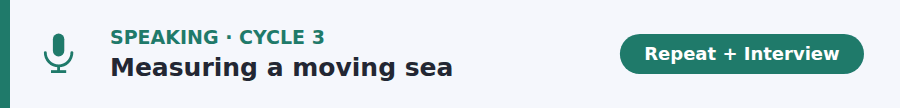 SPEAKING · CYCLE 3
Measuring a moving sea
Repeat + Interview